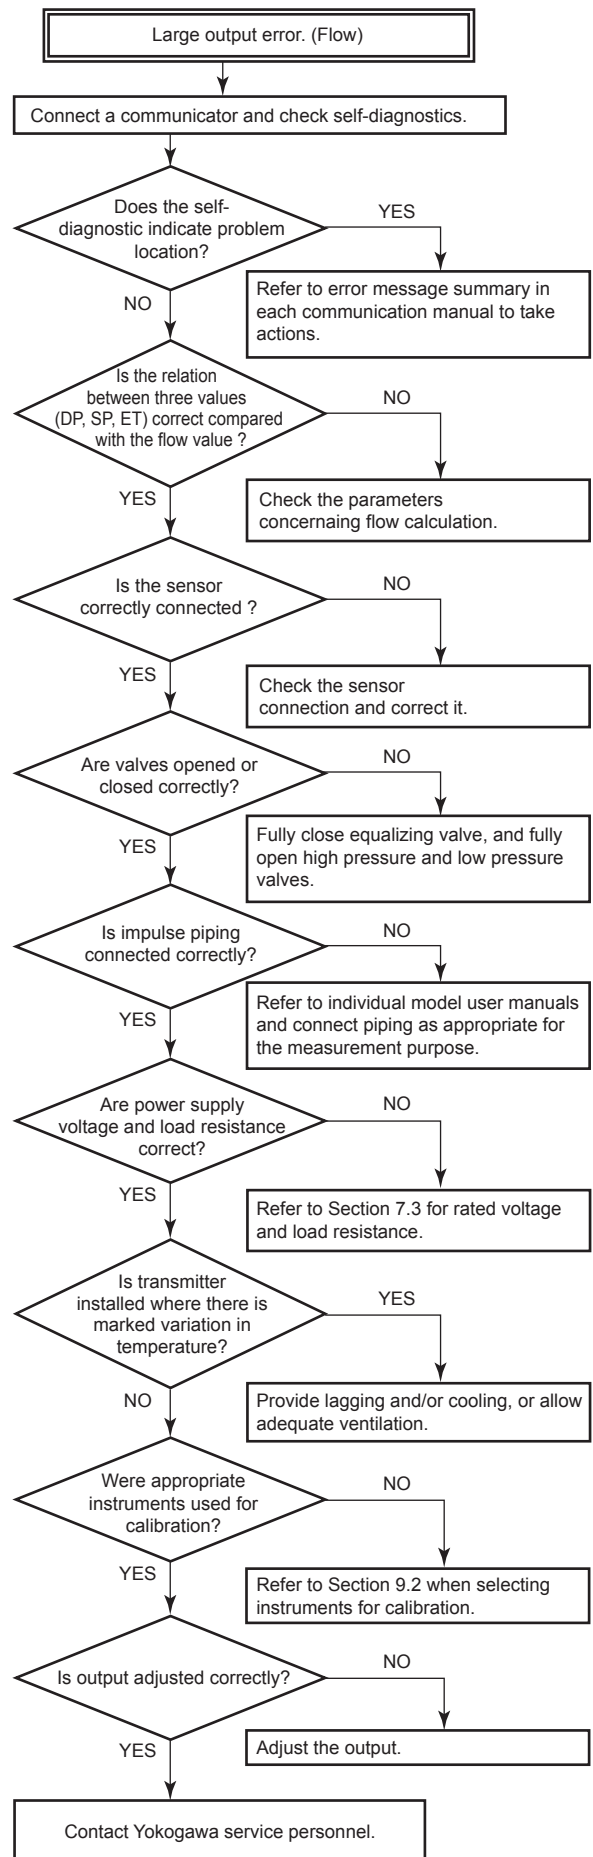 Large output error. (Flow)
Connect a communicator and check self-diagnostics.
Does the self-
diagnostic indicate problem
location?
YES
Refer to error message summary in
each communication manual to take
actions.
NO
Is the relation
between three values
(DP, SP, ET) correct compared
with the flow value ?
NO
Check the parameters
concernaing flow calculation.
YES
Is the sensor
correctly connected ?
NO
Check the sensor
connection and correct it.
YES
Are valves opened or
closed correctly?
NO
Fully close equalizing valve, and fully
open high pressure and low pressure
valves.
YES
Is impulse piping
connected correctly?
NO
Refer to individual model user manuals
and connect piping as appropriate for
the measurement purpose.
YES
Are power supply
voltage and load resistance
correct?
NO
Refer to Section 7.3 for rated voltage
and load resistance.
YES
Is transmitter
installed where there is
marked variation in
temperature?
YES
Provide lagging and/or cooling, or allow
adequate ventilation.
NO
Were appropriate
instruments used for
calibration?
NO
Refer to Section 9.2 when selecting
instruments for calibration.
YES
Is output adjusted correctly?
NO
Adjust the output.
YES
Contact Yokogawa service personnel.